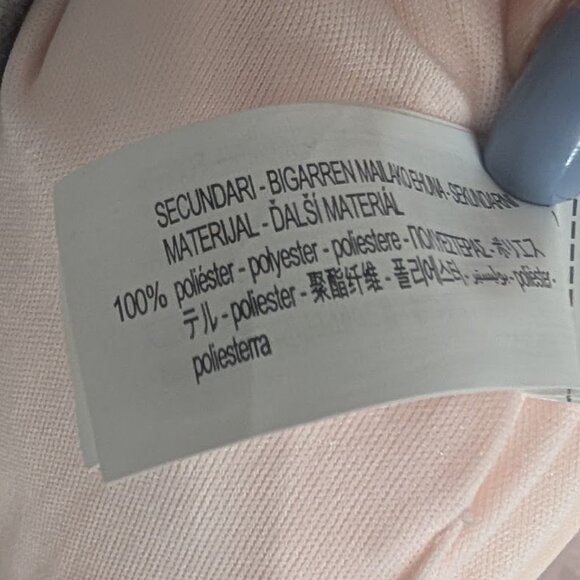 SECUNDARI - BIGARREN MAILAKO EHUNA - SEKUNDARNI
MATERIJAL - ĎALŠÍ MATERIÁL
100% poliéster - polyester - poliestere - ΠΟΛΥΕΣΤΕΡΑΣ - ポリエス
テル - poliester - 聚酯纤维 - 폴리에스터 - بوليستر - poliester -
poliesterra